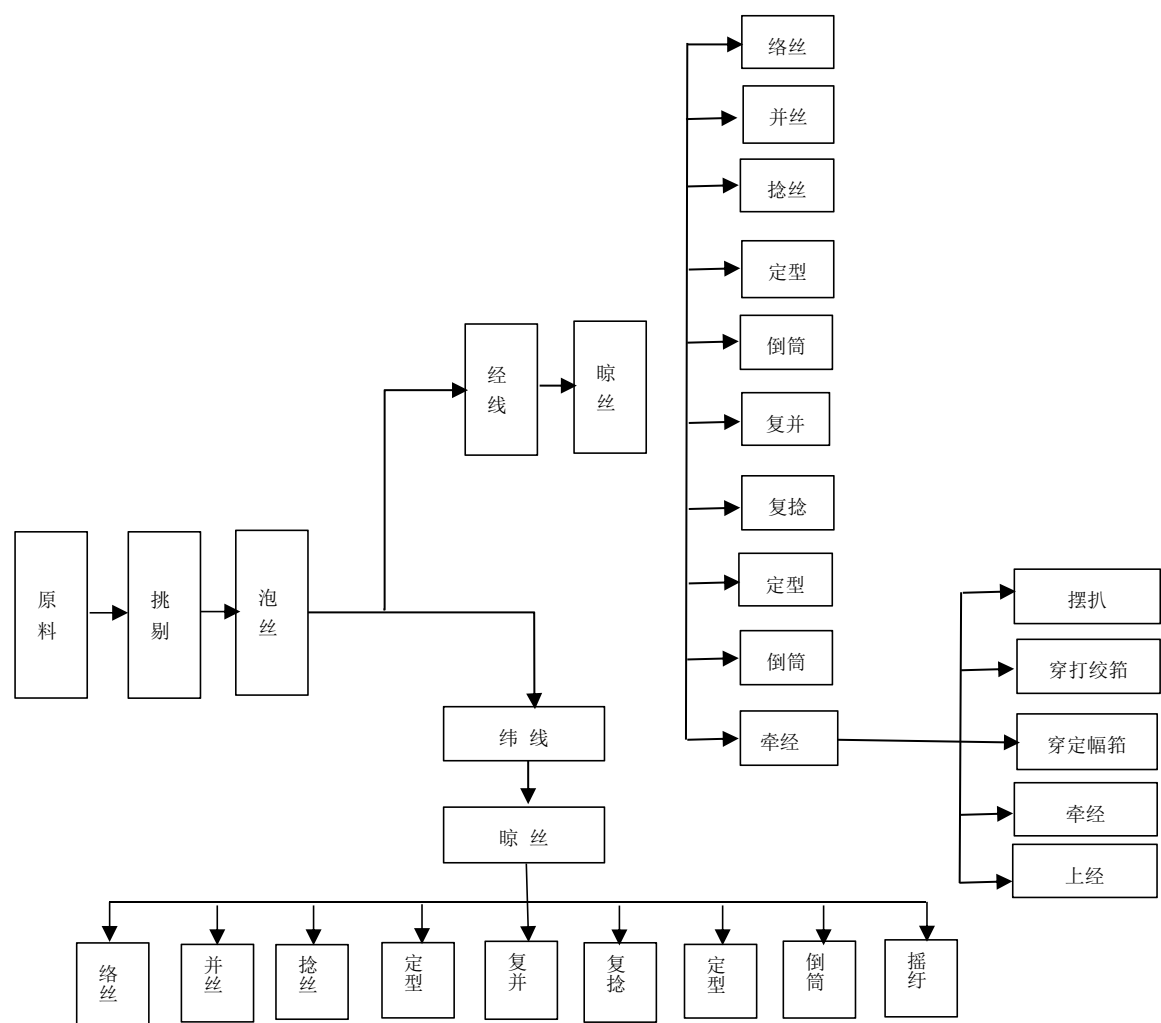 络丝
并丝
捻丝
定型
倒筒
复并
复捻
定型
倒筒
牵经
经线
晾丝
原料
挑剔
泡丝
纬 线
晾 丝
摆扒
穿打绞筘
穿定幅筘
牵经
上经
络丝
并丝
捻丝
定型
复并
复捻
定型
倒筒
摇纡